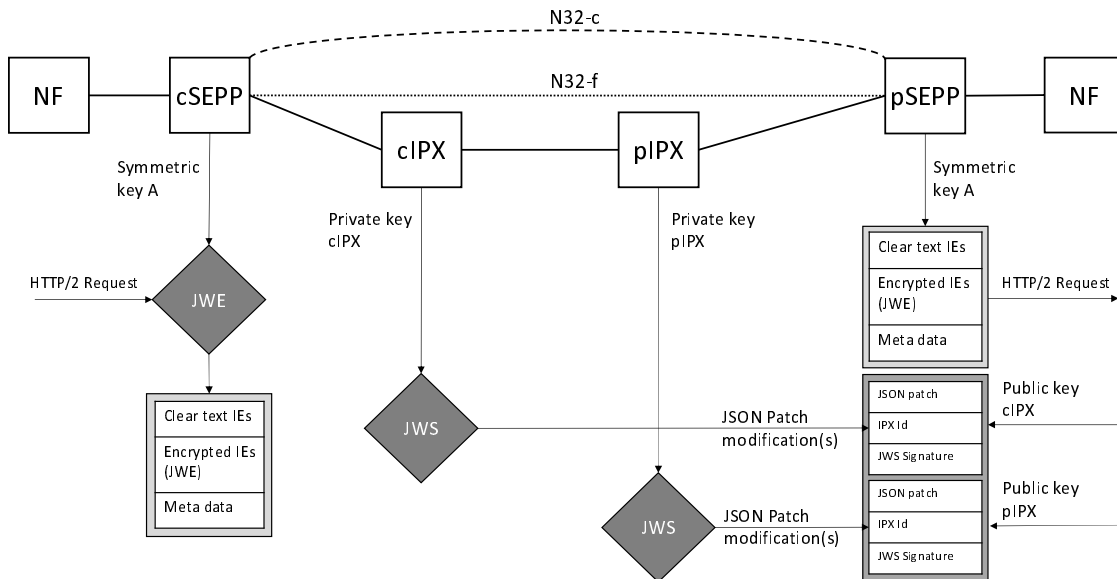 N32-c
N32-f
NF
cSEPP
cIPX
pIPX
pSEPP
NF
Symmetric
key A
Private key
cIPX
Private key
pIPX
Symmetric
key A
HTTP/2 Request
JWE
Clear text IEs
Encrypted IEs
(JWE)
Meta data
HTTP/2 Request
Clear text IEs
Encrypted IEs
(JWE)
Meta data
JWS
JSON Patch
modification(s)
JSON patch
IPX Id
JWS Signature
Public key
cIPX
JWS
JSON Patch
modification(s)
JSON patch
IPX Id
JWS Signature
Public key
pIPX